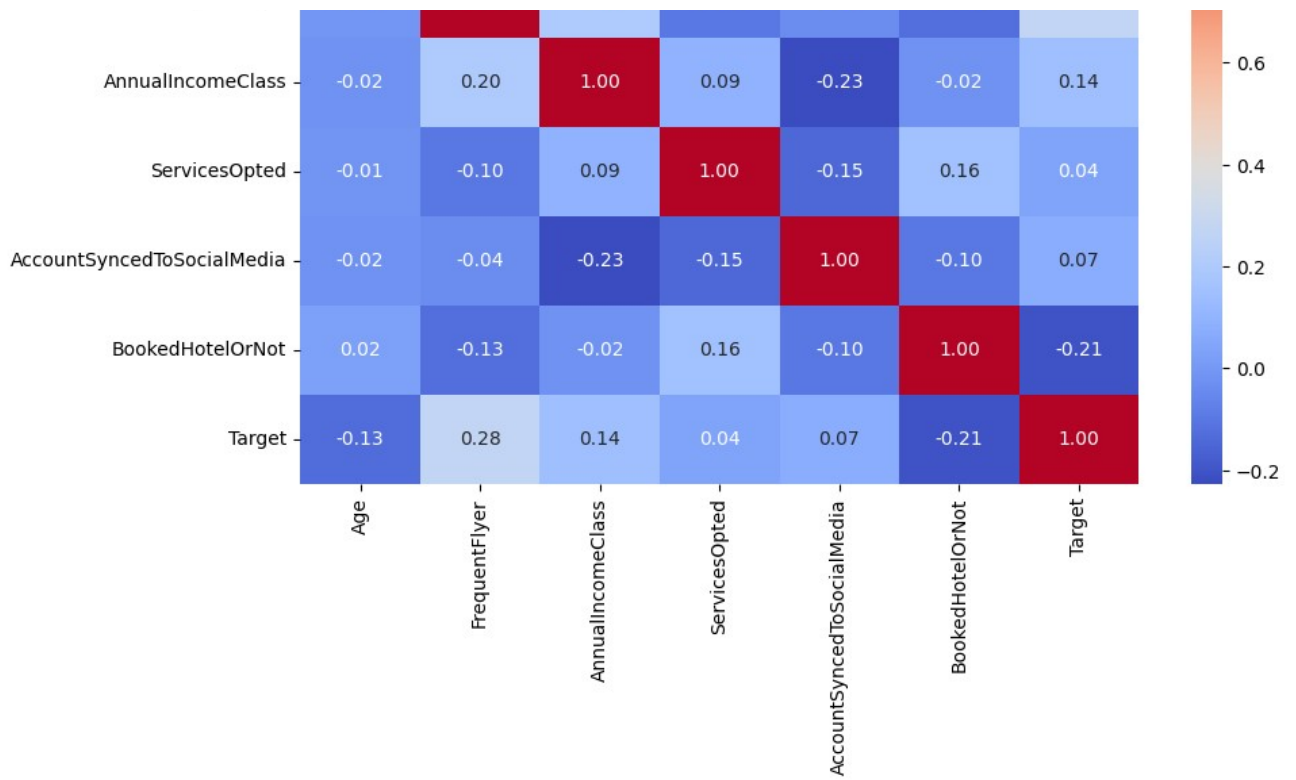 0.6
AnnualIncomeClass -0.02 0.20 1.00 0.09 -0.23 -0.02 0.14
ServicesOpted -0.01 -0.10 0.09 1.00 -0.15 0.16 0.04
0.4
AccountSyncedToSocialMedia -0.02 -0.04 -0.23 -0.15 1.00 -0.10 0.07
0.2
BookedHotelOrNot 0.02 -0.13 -0.02 0.16 -0.10 1.00 -0.21
0.0
Target -0.13 0.28 0.14 0.04 0.07 -0.21 1.00
−0.2
Age
FrequentFlyer
AnnualIncomeClass
ServicesOpted
AccountSyncedToSocialMedia
BookedHotelOrNot
Target